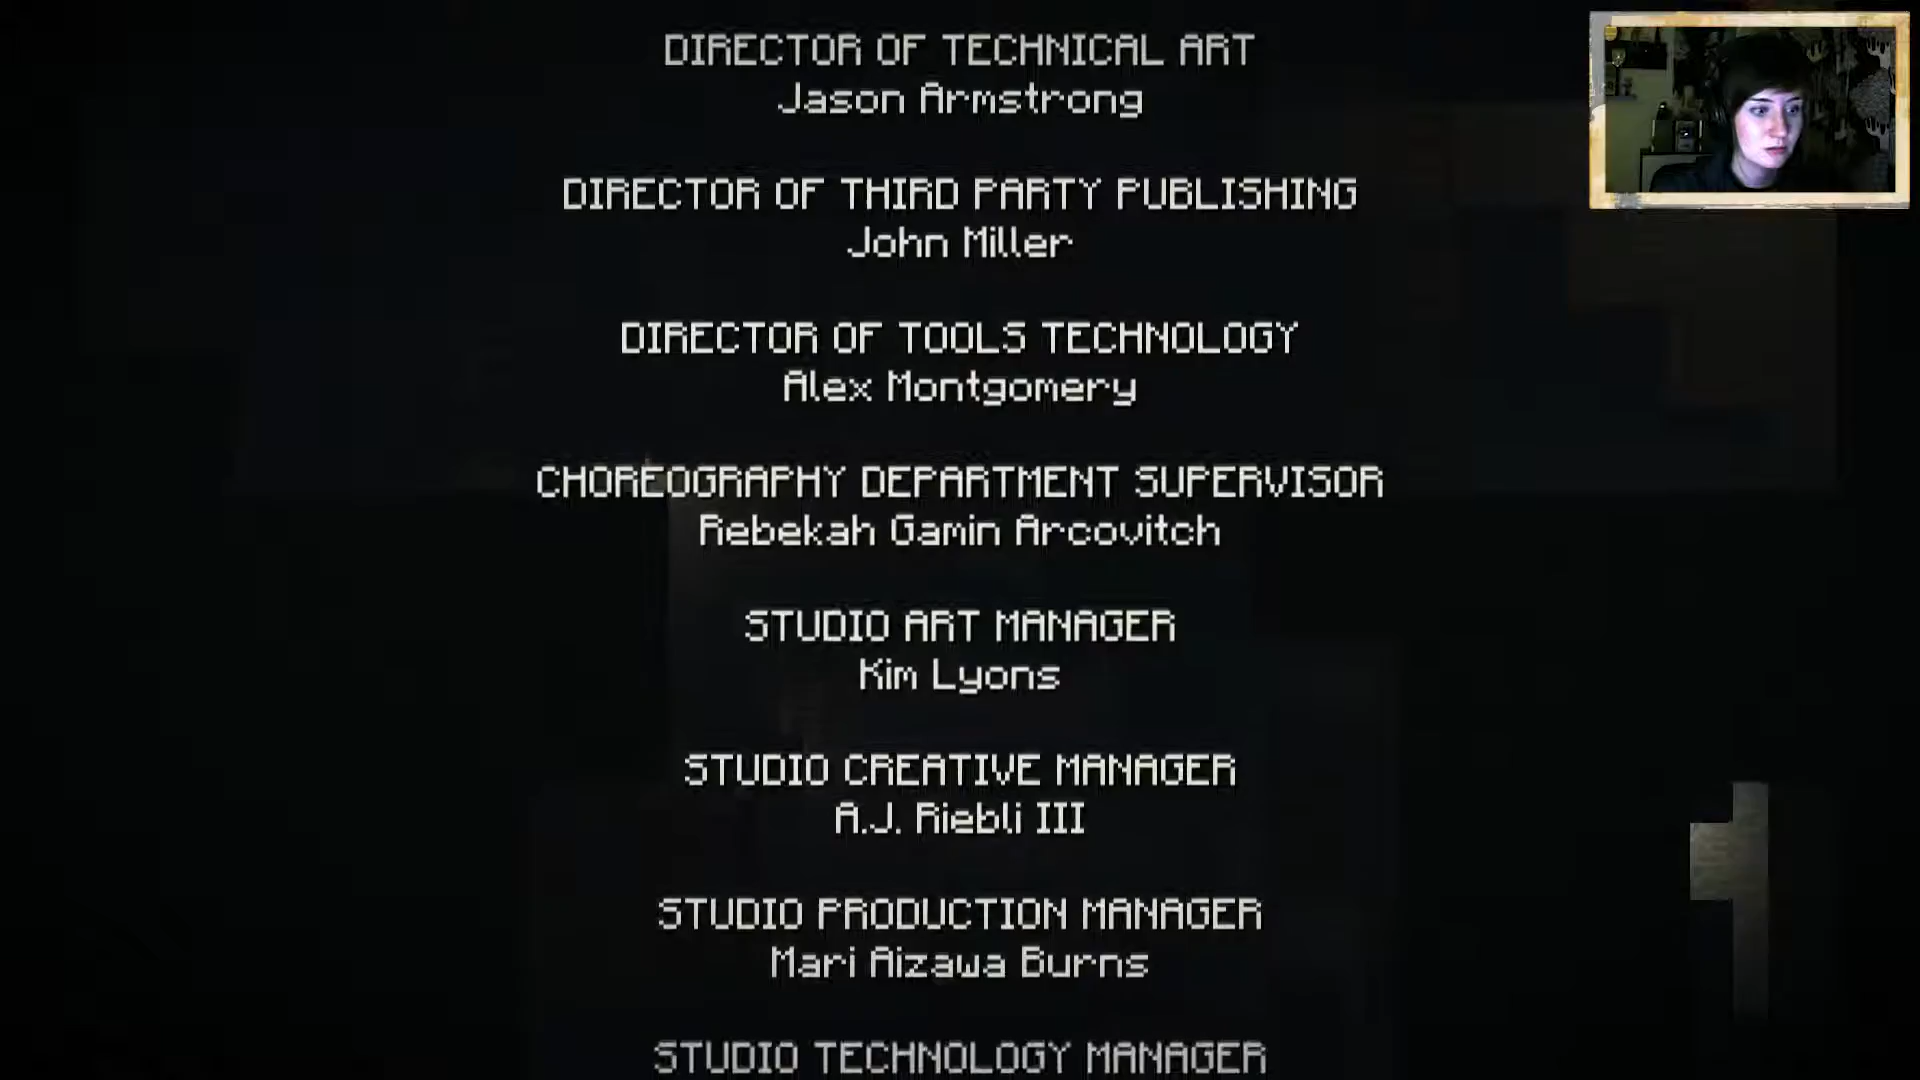 DIRECTOR OF TECHNICAL ART
Jason Armstrong
DIRECTOR OF THIRD PARTY PUBLISHING
John Miller
DIRECTOR OF TOOLS TECHNOLOGY
Alex Montgomery
CHOREOGRAPHY DEPARTMENT SUPERVISOR
Rebekah Gamin Arcovitch
STUDIO ART MANAGER
Kim Lyons
STUDIO CREATIVE MANAGER
A.J. Riebli III
STUDIO PRODUCTION MANAGER
Mari Aizawa Burns
STUDIO TECHNOLOGY MANAGER